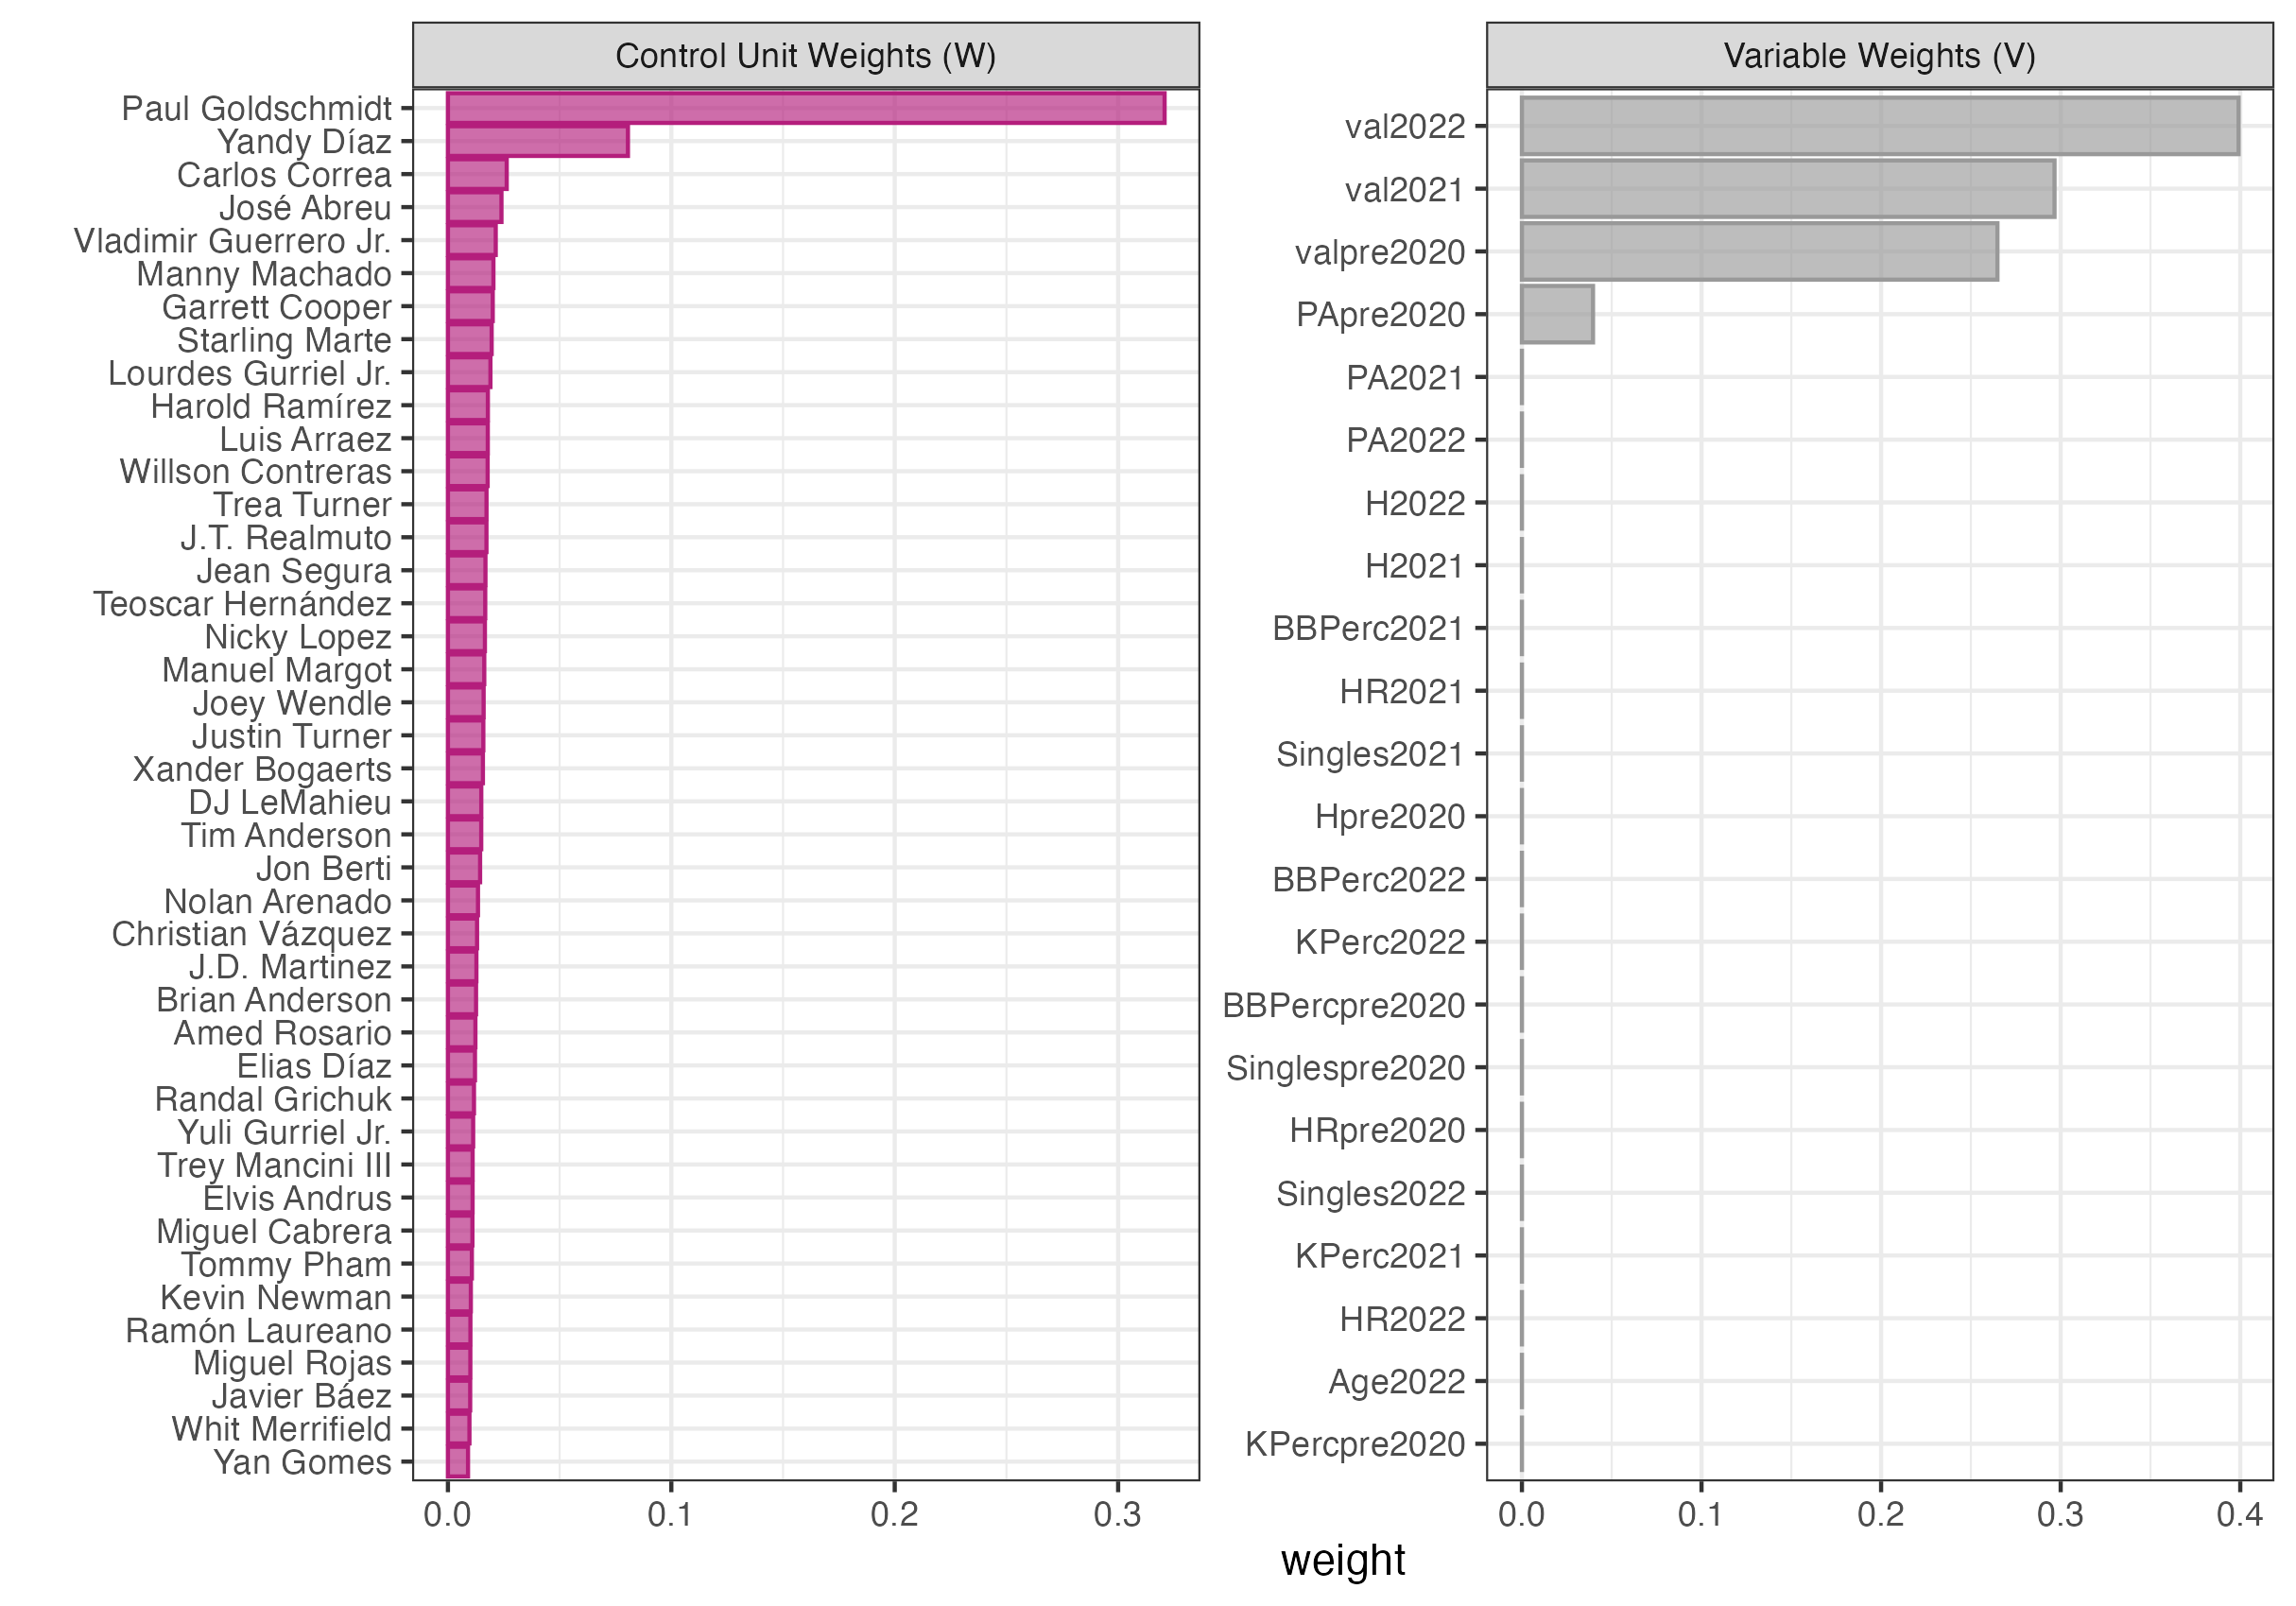 Control Unit Weights (W)
Paul Goldschmidt
Yandy Díaz
Carlos Correa
José Abreu
Vladimir Guerrero Jr.
Manny Machado
Garrett Cooper
Starling Marte
Lourdes Gurriel Jr.
Harold Ramírez
Luis Arraez
Willson Contreras
Trea Turner
J.T. Realmuto
Jean Segura
Teoscar Hernández
Nicky Lopez
Manuel Margot
Joey Wendle
Justin Turner
Xander Bogaerts
DJ LeMahieu
Tim Anderson
Jon Berti
Nolan Arenado
Christian Vázquez
J.D. Martinez
Brian Anderson
Amed Rosario
Elias Díaz
Randal Grichuk
Yuli Gurriel Jr.
Trey Mancini III
Elvis Andrus
Miguel Cabrera
Tommy Pham
Kevin Newman
Ramón Laureano
Miguel Rojas
Javier Báez
Whit Merrifield
Yan Gomes
0.0 0.1 0.2 0.3
Variable Weights (V)
val2022
val2021
valpre2020
PApre2020
PA2021
PA2022
H2022
H2021
BBPerc2021
HR2021
Singles2021
Hpre2020
BBPerc2022
KPerc2022
BBPercpre2020
Singlespre2020
HRpre2020
Singles2022
KPerc2021
HR2022
Age2022
KPercpre2020
0.0 0.1 0.2 0.3 0.4
weight